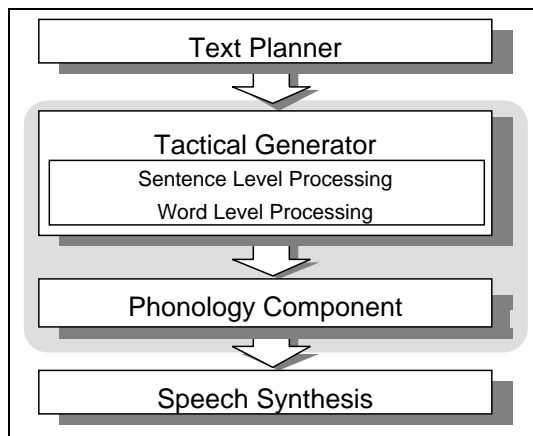 Text Planner
Tactical Generator
Sentence Level Processing
Word Level Processing
Phonology Component
Speech Synthesis